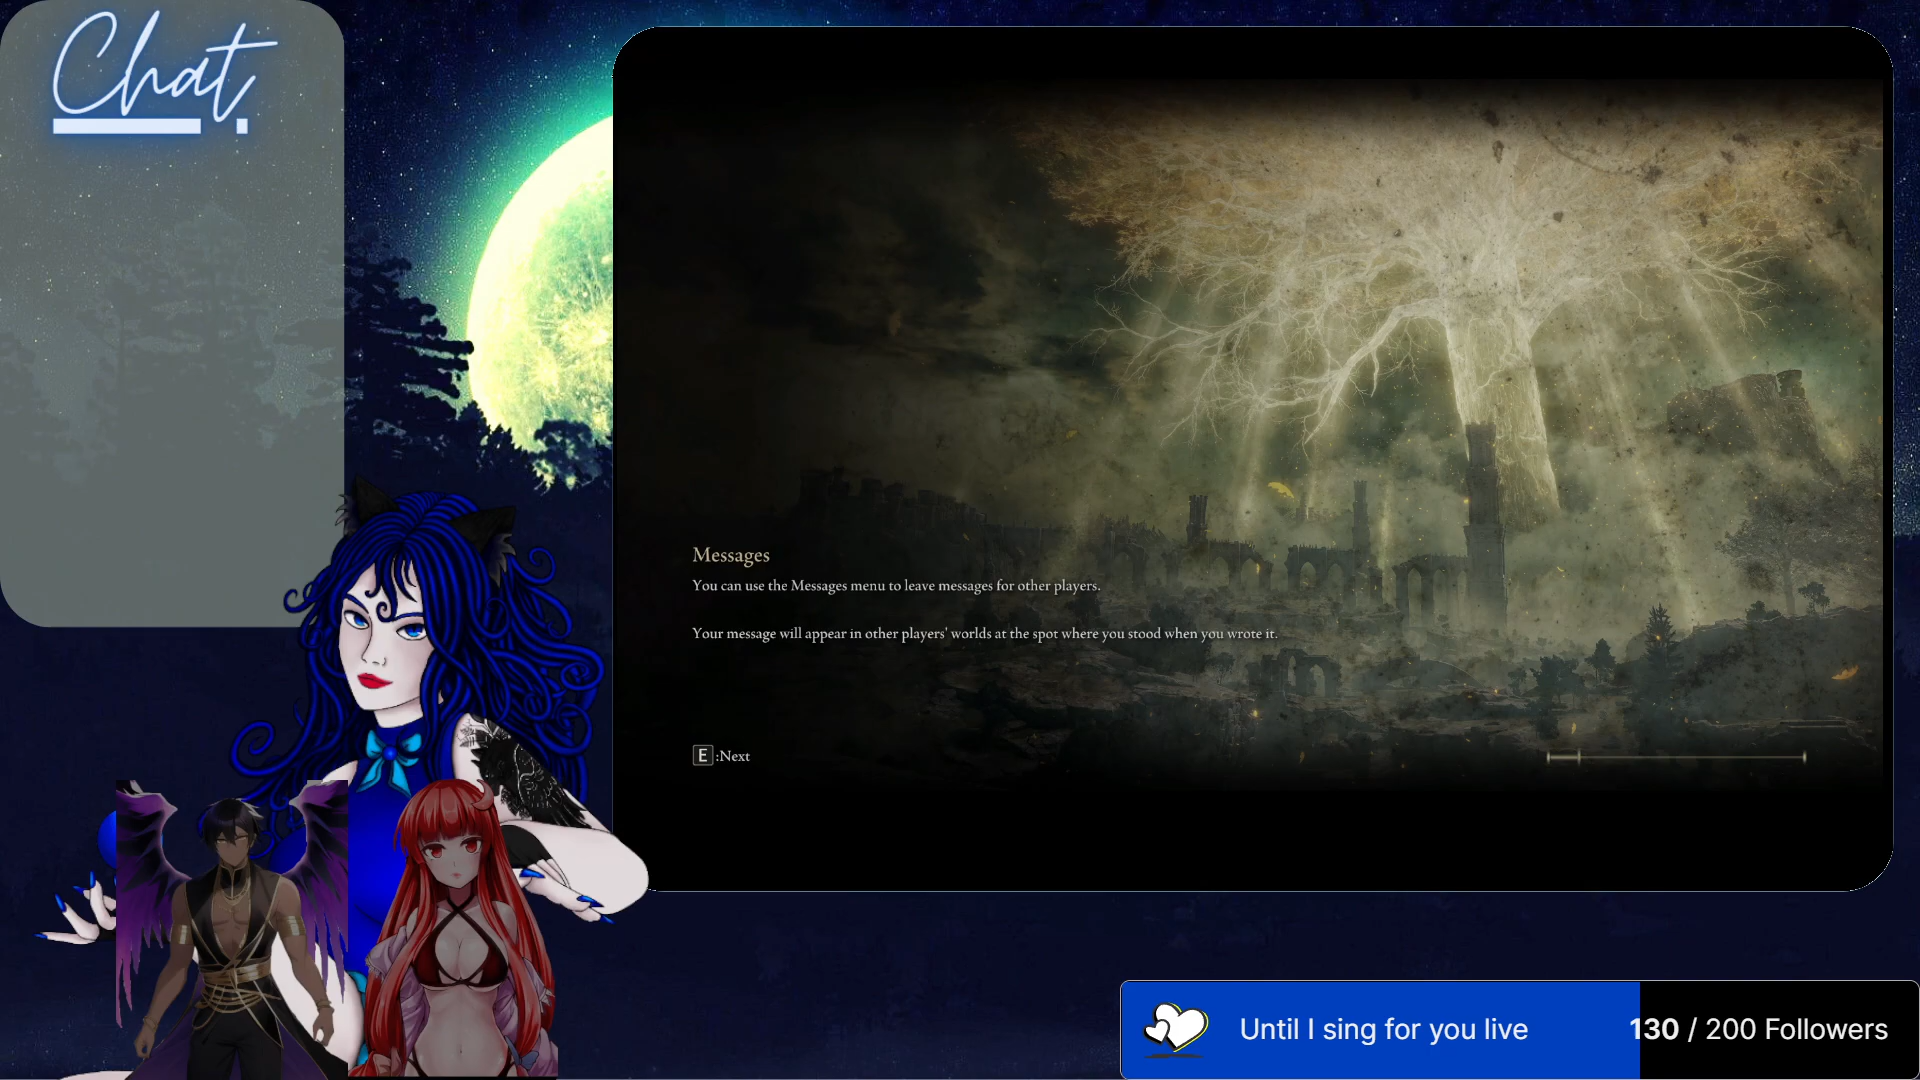 Chat
Messages
You can use the Messages menu to leave messages for other players.
Your message will appear in other players' worlds at the spot where you stood when you wrote it.
E :Next
Until I sing for you live 130 / 200 Followers